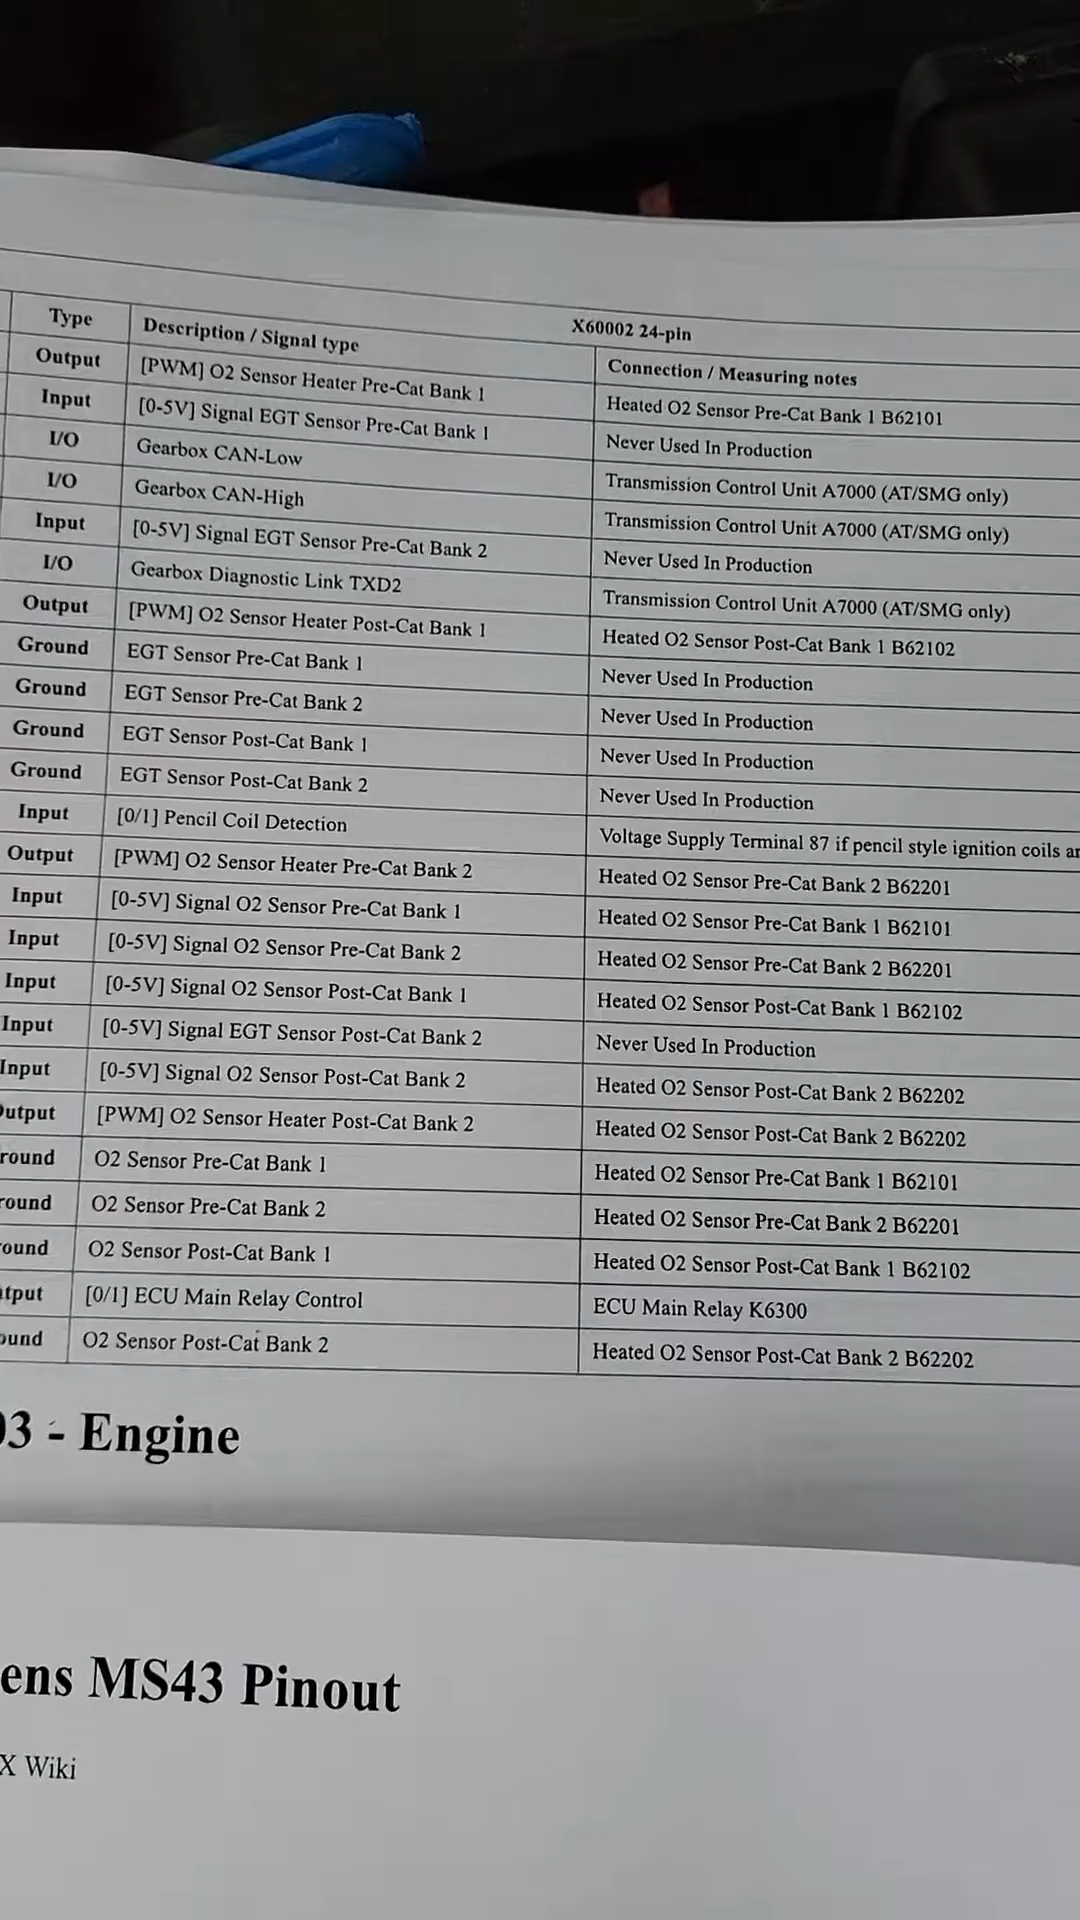 X60002 24-pin
Type Description / Signal type Connection / Measuring notes
Output [PWM] O2 Sensor Heater Pre-Cat Bank 1 Heated O2 Sensor Pre-Cat Bank 1 B62101
Input [0-5V] Signal EGT Sensor Pre-Cat Bank 1 Never Used In Production
I/O Gearbox CAN-Low Transmission Control Unit A7000 (AT/SMG only)
I/O Gearbox CAN-High Transmission Control Unit A7000 (AT/SMG only)
Input [0-5V] Signal EGT Sensor Pre-Cat Bank 2 Never Used In Production
I/O Gearbox Diagnostic Link TXD2 Transmission Control Unit A7000 (AT/SMG only)
Output [PWM] O2 Sensor Heater Post-Cat Bank 1 Heated O2 Sensor Post-Cat Bank 1 B62102
Ground EGT Sensor Pre-Cat Bank 1 Never Used In Production
Ground EGT Sensor Pre-Cat Bank 2 Never Used In Production
Ground EGT Sensor Post-Cat Bank 1 Never Used In Production
Ground EGT Sensor Post-Cat Bank 2 Never Used In Production
Input [0/1] Pencil Coil Detection Voltage Supply Terminal 87 if pencil style ignition coils ar
Output [PWM] O2 Sensor Heater Pre-Cat Bank 2 Heated O2 Sensor Pre-Cat Bank 2 B62201
Input [0-5V] Signal O2 Sensor Pre-Cat Bank 1 Heated O2 Sensor Pre-Cat Bank 1 B62101
Input [0-5V] Signal O2 Sensor Pre-Cat Bank 2 Heated O2 Sensor Pre-Cat Bank 2 B62201
Input [0-5V] Signal O2 Sensor Post-Cat Bank 1 Heated O2 Sensor Post-Cat Bank 1 B62102
Input [0-5V] Signal EGT Sensor Post-Cat Bank 2 Never Used In Production
Input [0-5V] Signal O2 Sensor Post-Cat Bank 2 Heated O2 Sensor Post-Cat Bank 2 B62202
Output [PWM] O2 Sensor Heater Post-Cat Bank 2 Heated O2 Sensor Post-Cat Bank 2 B62202
round O2 Sensor Pre-Cat Bank 1 Heated O2 Sensor Pre-Cat Bank 1 B62101
round O2 Sensor Pre-Cat Bank 2 Heated O2 Sensor Pre-Cat Bank 2 B62201
ound O2 Sensor Post-Cat Bank 1 Heated O2 Sensor Post-Cat Bank 1 B62102
tput [0/1] ECU Main Relay Control ECU Main Relay K6300
ound O2 Sensor Post-Cat Bank 2 Heated O2 Sensor Post-Cat Bank 2 B62202
03 - Engine
ens MS43 Pinout
X Wiki